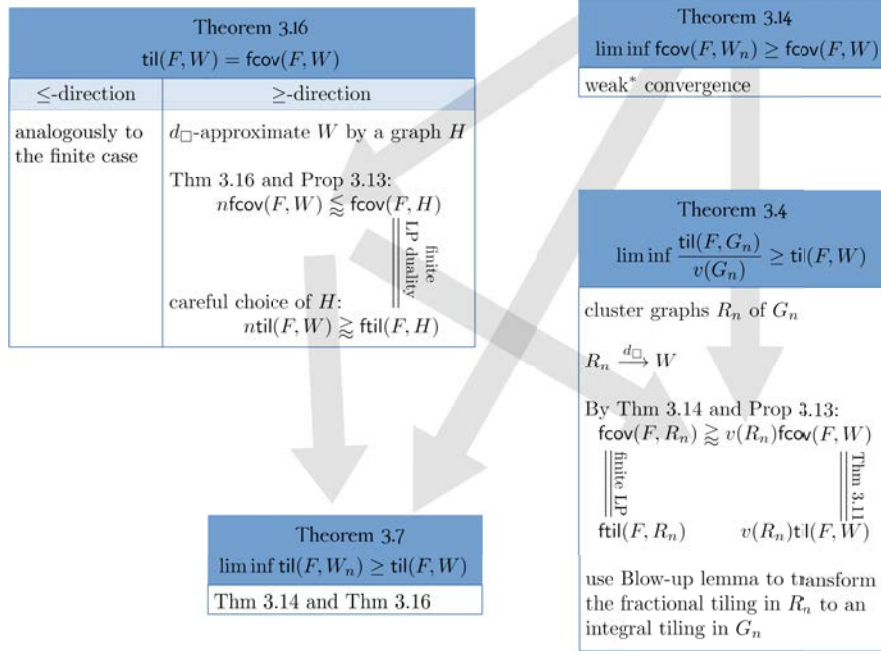 Theorem 3.16
til(F, W) = fcov(F, W)
≤-direction
≥-direction
analogously to
the finite case
d□-approximate W by a graph H
Thm 3.16 and Prop 3.13:
nfcov(F, W) ⪅ fcov(F, H)
finite
LP duality
careful choice of H:
ntil(F, W) ⪆ ftil(F, H)
Theorem 3.14
lim inf fcov(F, Wₙ) ≥ fcov(F, W)
weak* convergence
Theorem 3.4
lim inf til(F, Gₙ)/v(Gₙ) ≥ til(F, W)
cluster graphs Rₙ of Gₙ
Rₙ —d□→ W
By Thm 3.14 and Prop 3.13:
fcov(F, Rₙ) ⪆ v(Rₙ)fcov(F, W)
finite LP
Thm 3.11
ftil(F, Rₙ) v(Rₙ)til(F, W)
use Blow-up lemma to transform
the fractional tiling in Rₙ to an
integral tiling in Gₙ
Theorem 3.7
lim inf til(F, Wₙ) ≥ til(F, W)
Thm 3.14 and Thm 3.16